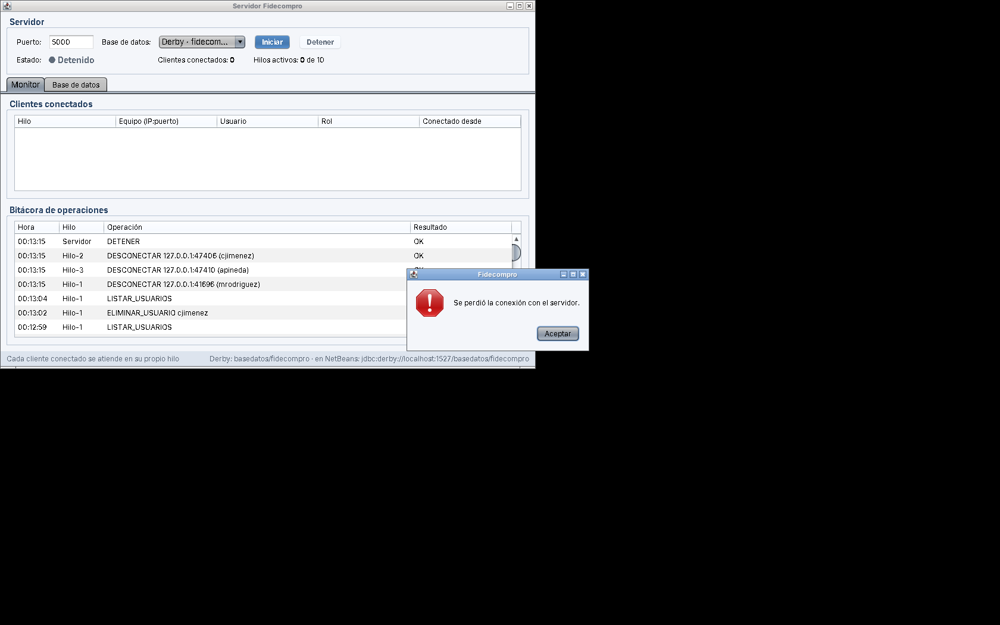 Servidor Fidecompro
Servidor
Puerto: 5000 Base de datos: Derby · fidecom... Iniciar Detener
Estado: Detenido Clientes conectados: 0 Hilos activos: 0 de 10
Monitor Base de datos
Clientes conectados
Hilo Equipo (IP:puerto) Usuario Rol Conectado desde
Bitácora de operaciones
Hora Hilo Operación Resultado
00:13:15 Servidor DETENER OK
00:13:15 Hilo-2 DESCONECTAR 127.0.0.1:47406 (cjimenez) OK
00:13:15 Hilo-3 DESCONECTAR 127.0.0.1:47410 (apineda)
00:13:15 Hilo-1 DESCONECTAR 127.0.0.1:41696 (mrodriguez)
00:13:04 Hilo-1 LISTAR_USUARIOS
00:13:02 Hilo-1 ELIMINAR_USUARIO cjimenez
00:12:59 Hilo-1 LISTAR_USUARIOS
Fidecompro
Se perdió la conexión con el servidor.
Aceptar
Cada cliente conectado se atiende en su propio hilo Derby: basedatos/fidecompro · en NetBeans: jdbc:derby://localhost:1527/basedatos/fidecompro